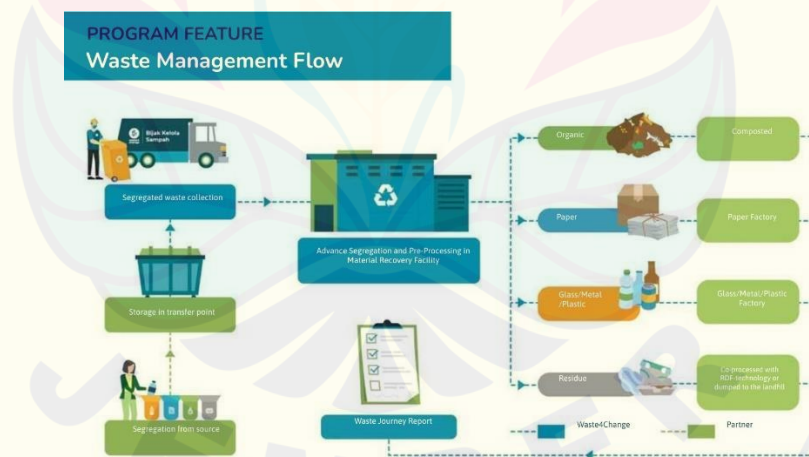 PROGRAM FEATURE
Waste Management Flow
Bijak Kelola
Sampah
Segregated waste collection
Storage in transfer point
Segregation from source
Advance Segregation and Pre-Processing in
Material Recovery Facility
Waste Journey Report
Organic
Composted
Paper
Paper Factory
Glass/Metal
/Plastic
Glass/Metal/Plastic
Factory
Residue
Co-processed with
RDF technology or
dumped to the landfill
Waste4Change
Partner